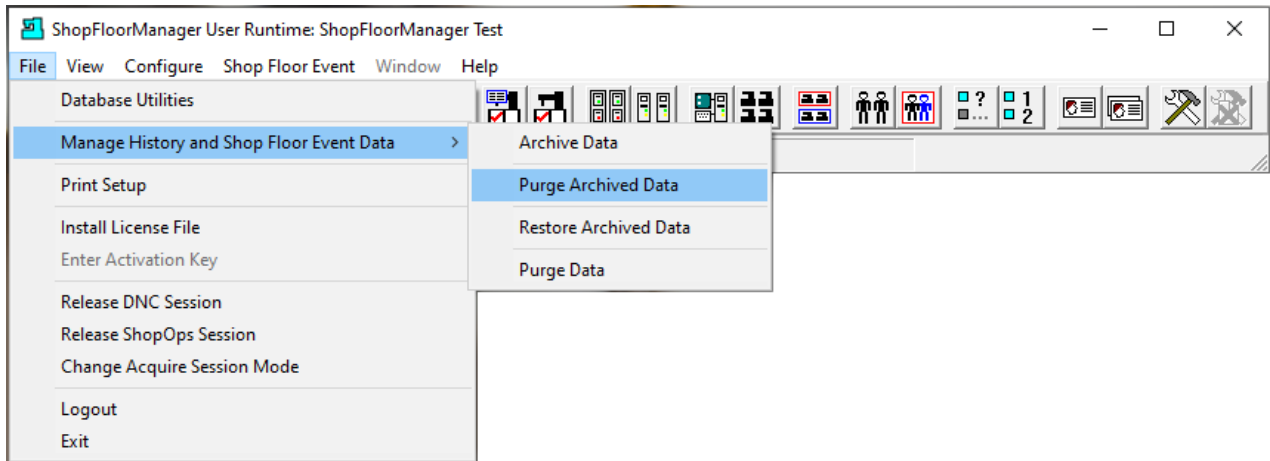 ShopFloorManager User Runtime: ShopFloorManager Test
File View Configure Shop Floor Event Window Help
Database Utilities
Manage History and Shop Floor Event Data
Print Setup
Install License File
Enter Activation Key
Release DNC Session
Release ShopOps Session
Change Acquire Session Mode
Logout
Exit
Archive Data
Purge Archived Data
Restore Archived Data
Purge Data